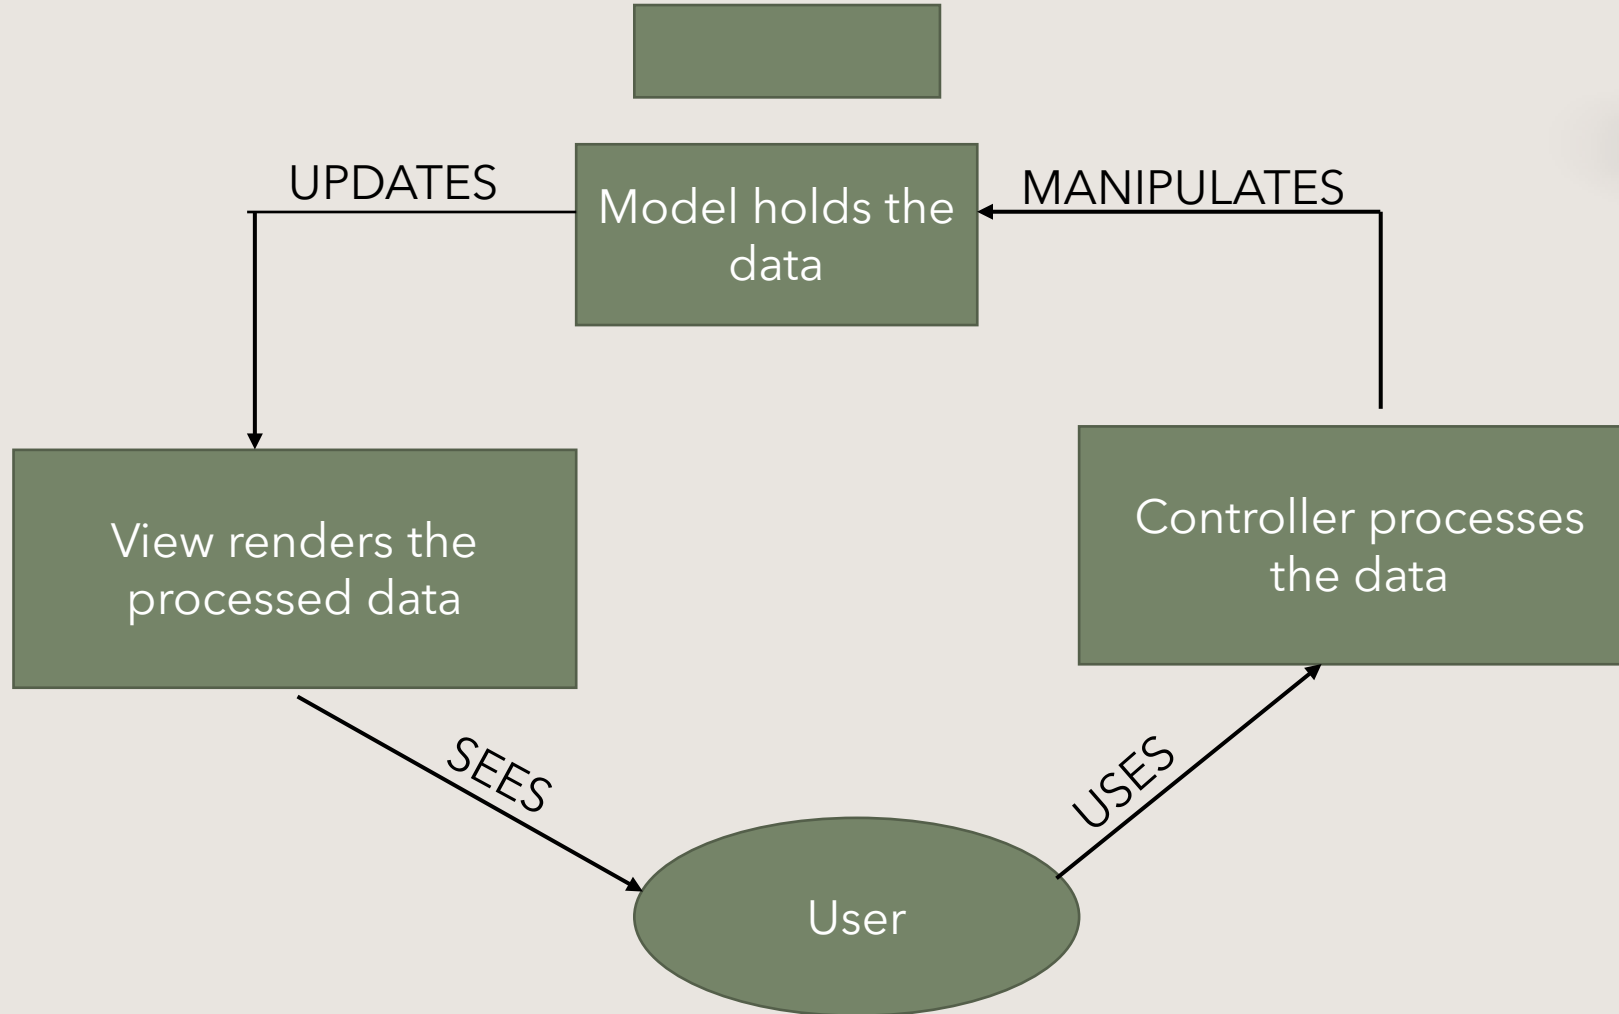 UPDATES
Model holds the
data
MANIPULATES
View renders the
processed data
Controller processes
the data
SEES
USES
User